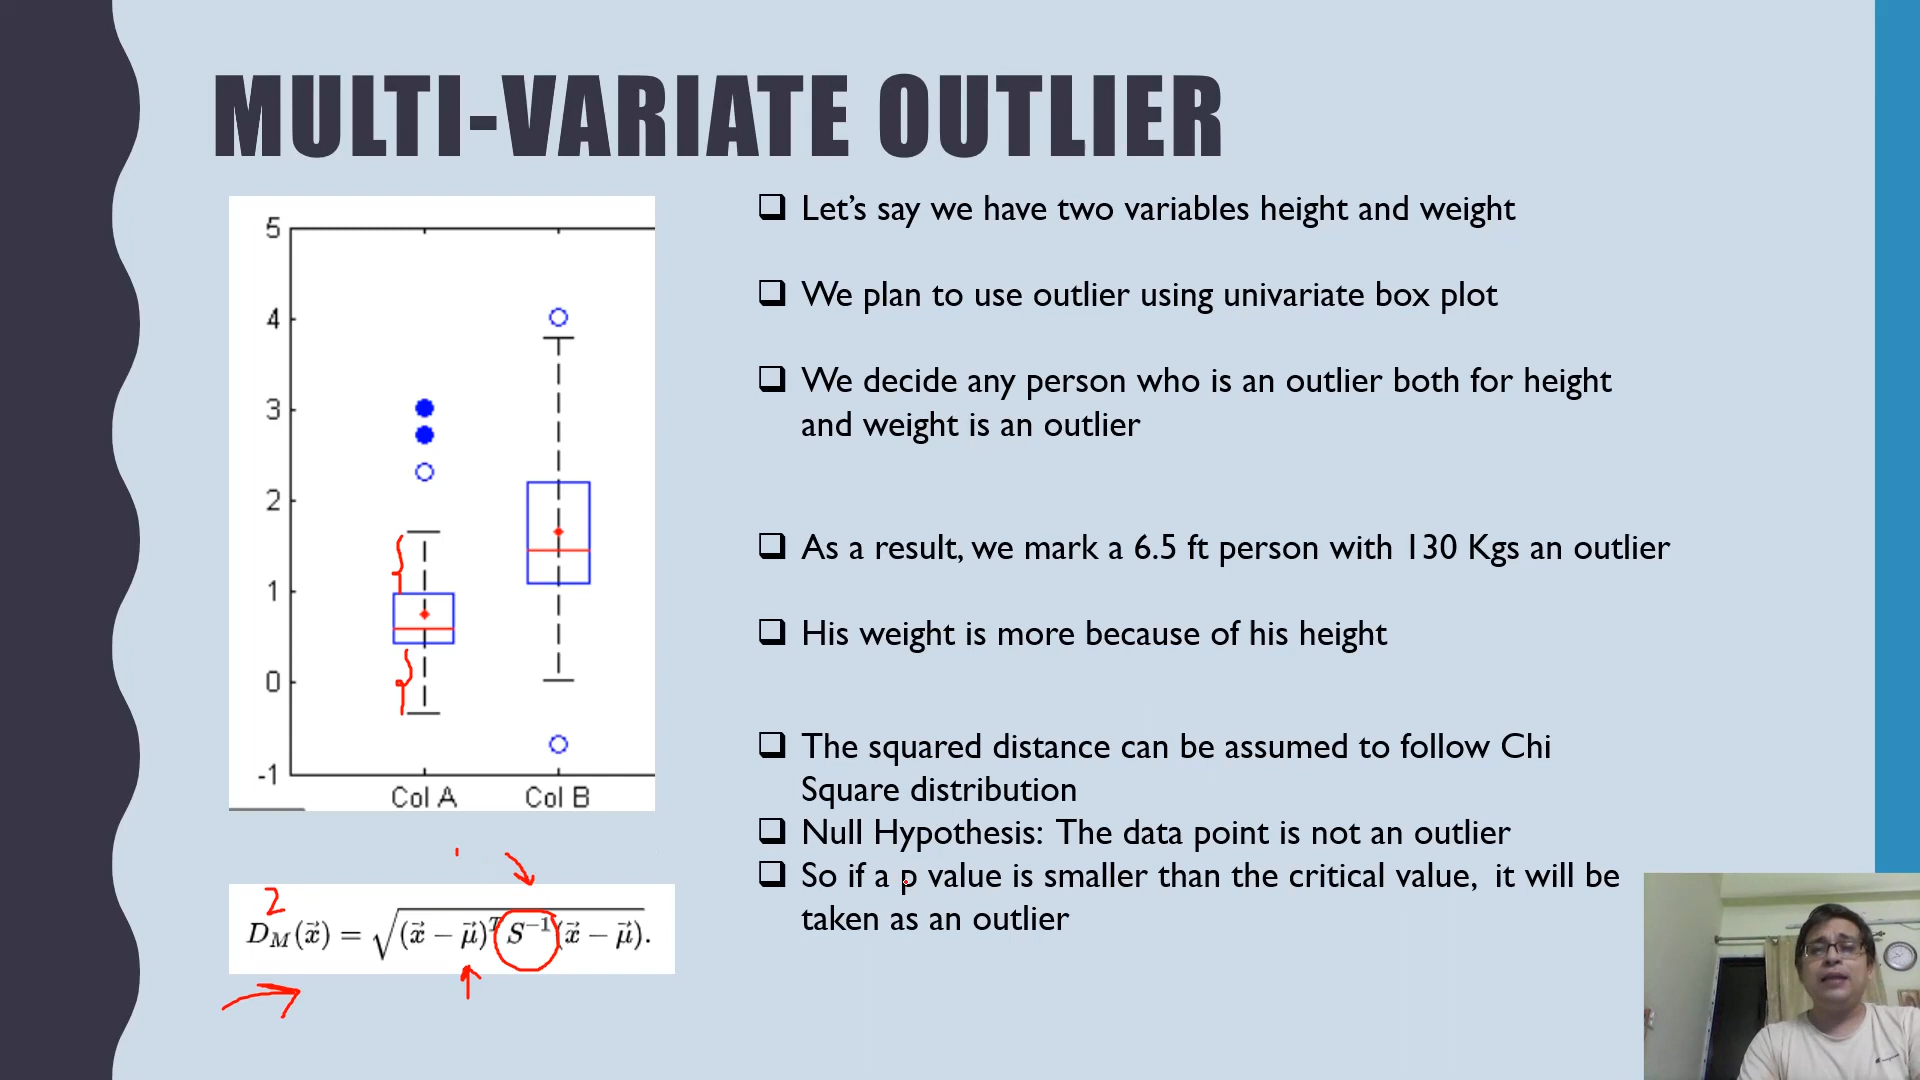 MULTI-VARIATE OUTLIER
5
4
3
2
1
0
-1
Col A Col B
2
D_M(x⃗) = √(x⃗ − μ⃗)^T S^{-1} (x⃗ − μ⃗).
❑ Let’s say we have two variables height and weight
❑ We plan to use outlier using univariate box plot
❑ We decide any person who is an outlier both for height
and weight is an outlier
❑ As a result, we mark a 6.5 ft person with 130 Kgs an outlier
❑ His weight is more because of his height
❑ The squared distance can be assumed to follow Chi
Square distribution
❑ Null Hypothesis: The data point is not an outlier
❑ So if a p value is smaller than the critical value, it will be
taken as an outlier